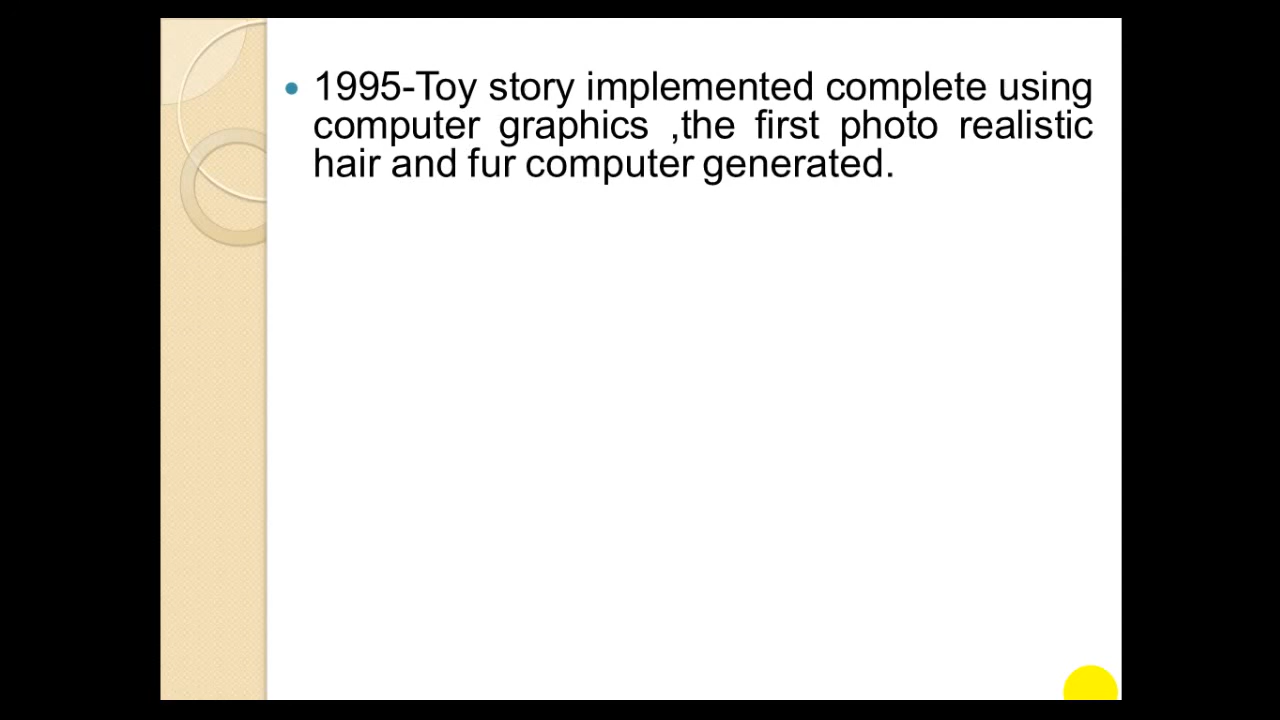 • 1995-Toy story implemented complete using
computer graphics ,the first photo realistic
hair and fur computer generated.